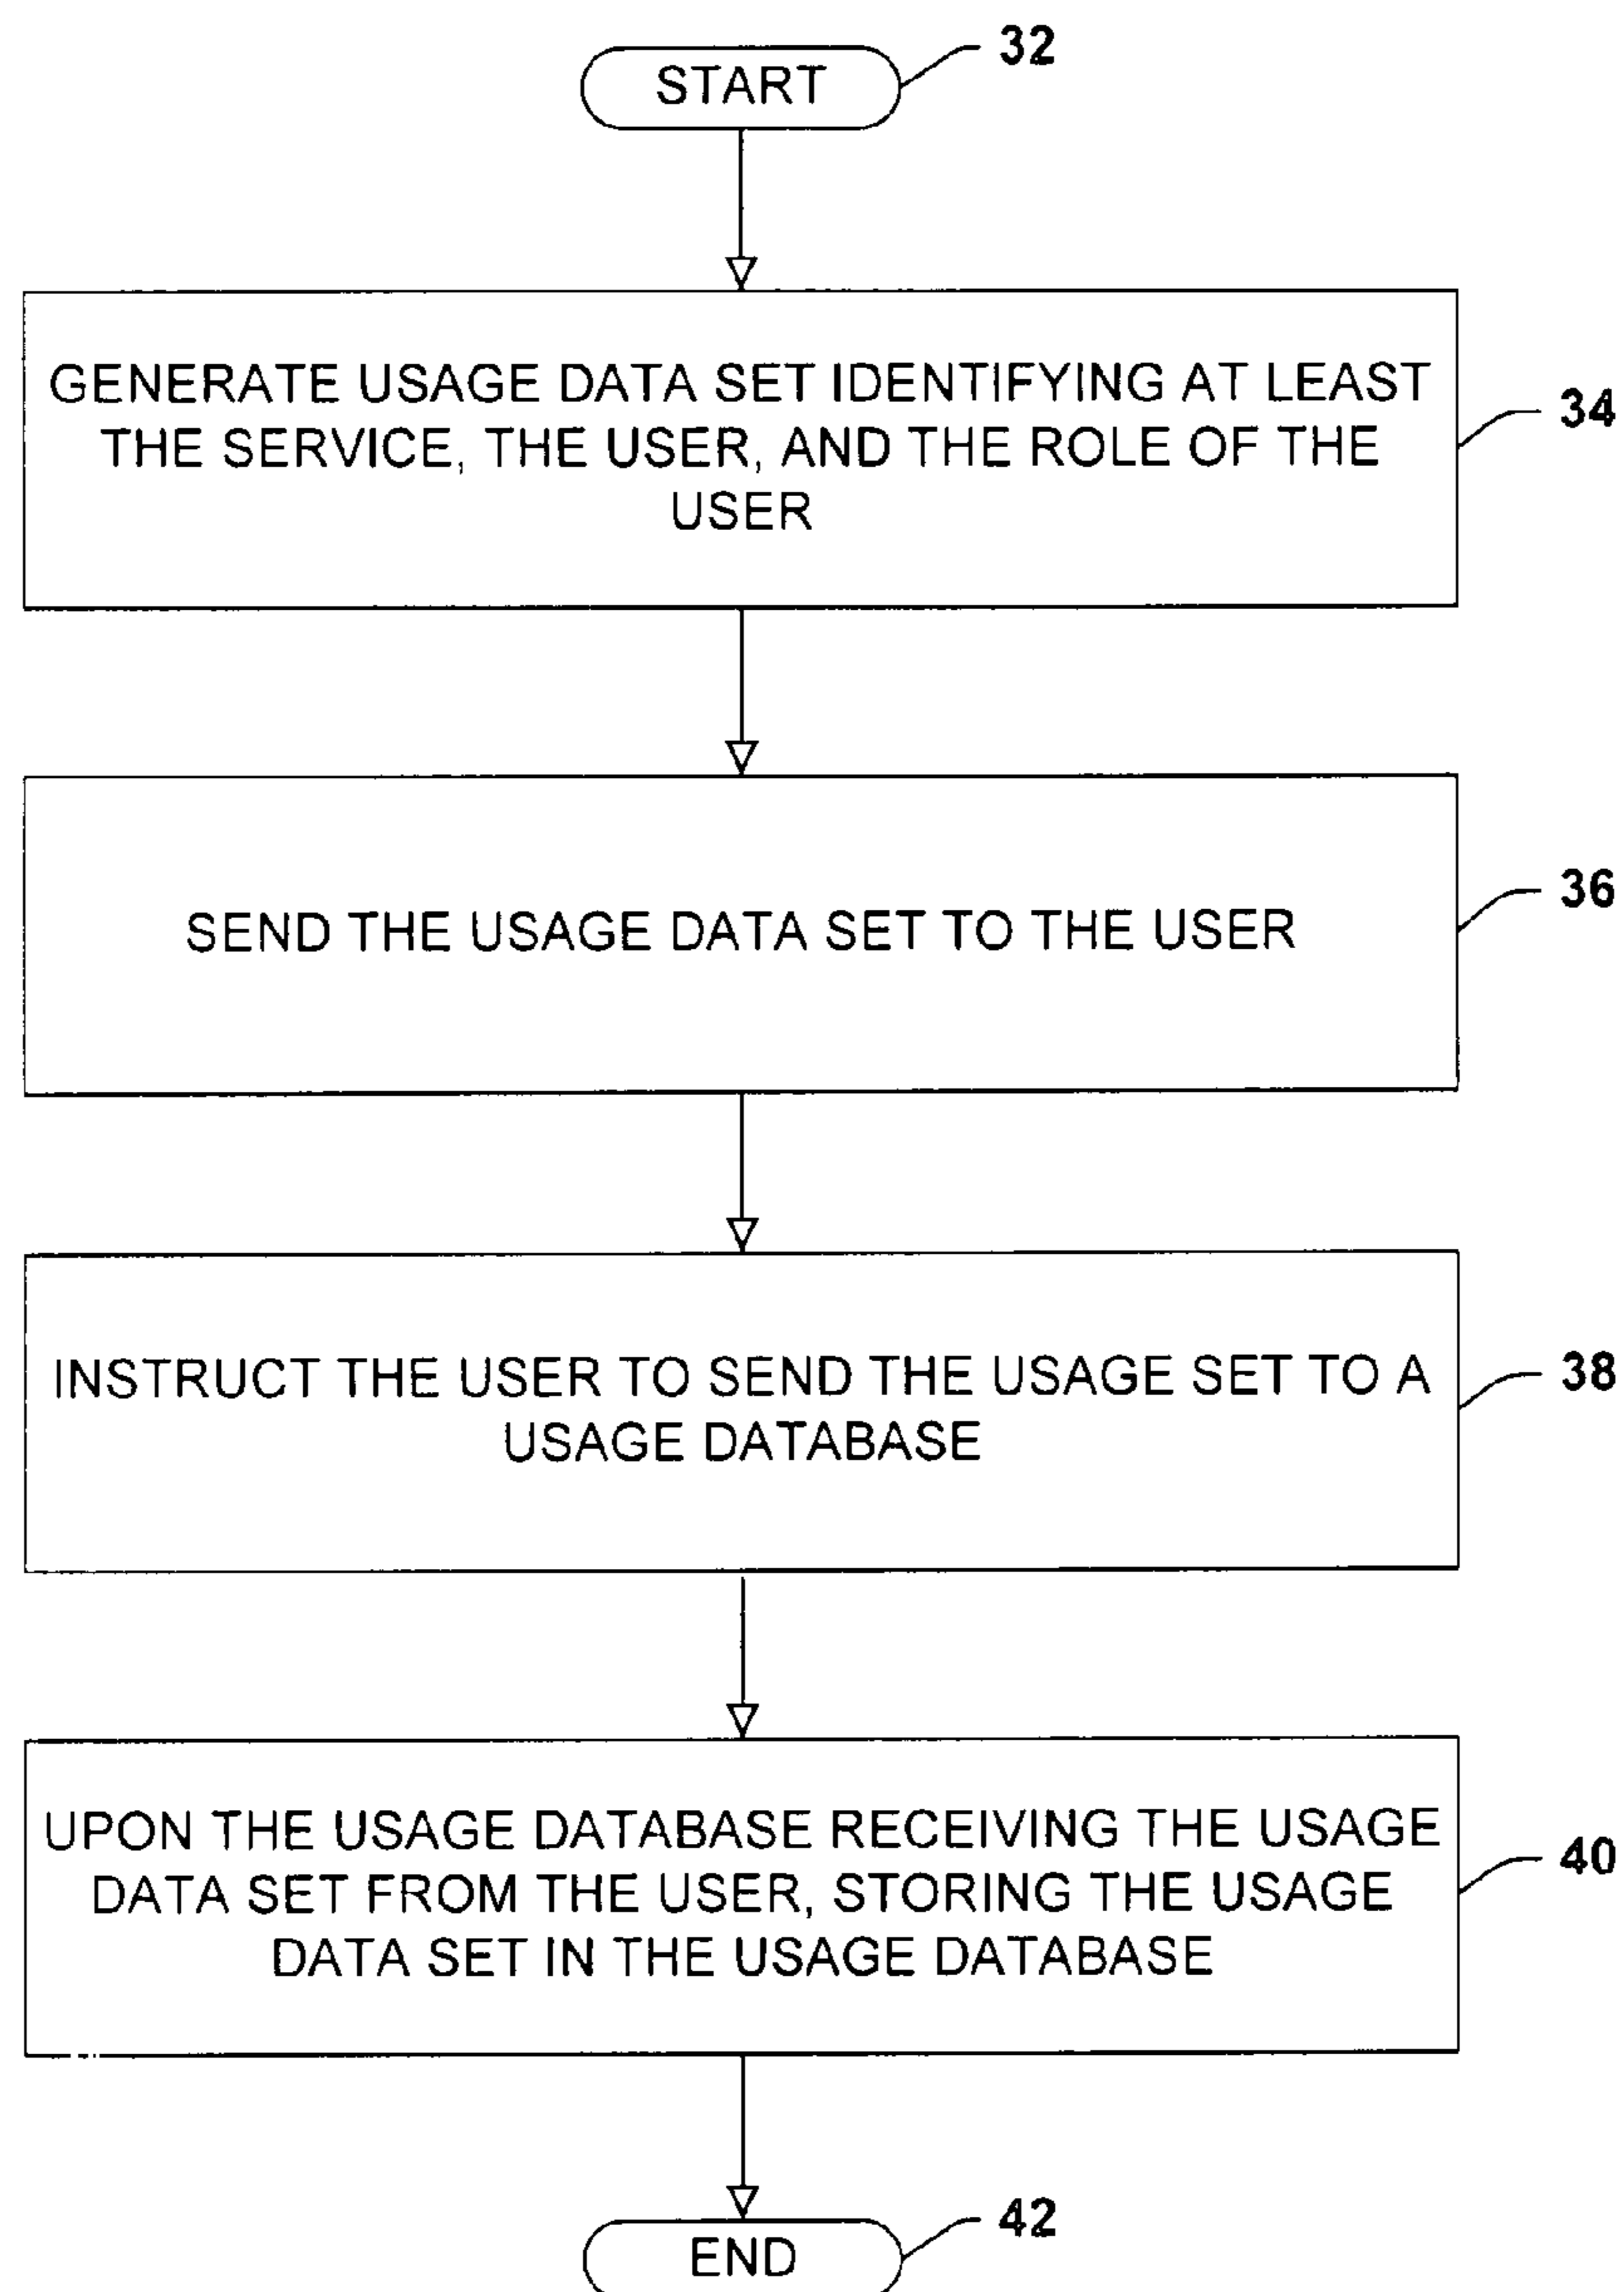 START
32
GENERATE USAGE DATA SET IDENTIFYING AT LEAST
THE SERVICE, THE USER, AND THE ROLE OF THE
USER
34
SEND THE USAGE DATA SET TO THE USER
36
INSTRUCT THE USER TO SEND THE USAGE SET TO A
USAGE DATABASE
38
UPON THE USAGE DATABASE RECEIVING THE USAGE
DATA SET FROM THE USER, STORING THE USAGE
DATA SET IN THE USAGE DATABASE
40
END
42